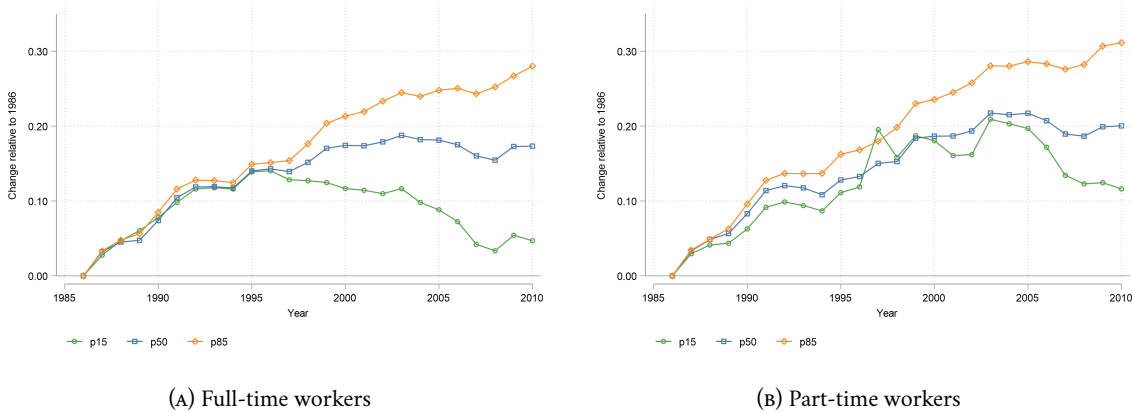 Change relative to 1986
0.30
0.20
0.10
0.00
1985 1990 1995 2000 2005 2010
Year
p15 p50 p85
(A) Full-time workers
Change relative to 1986
0.30
0.20
0.10
0.00
1985 1990 1995 2000 2005 2010
Year
p15 p50 p85
(B) Part-time workers